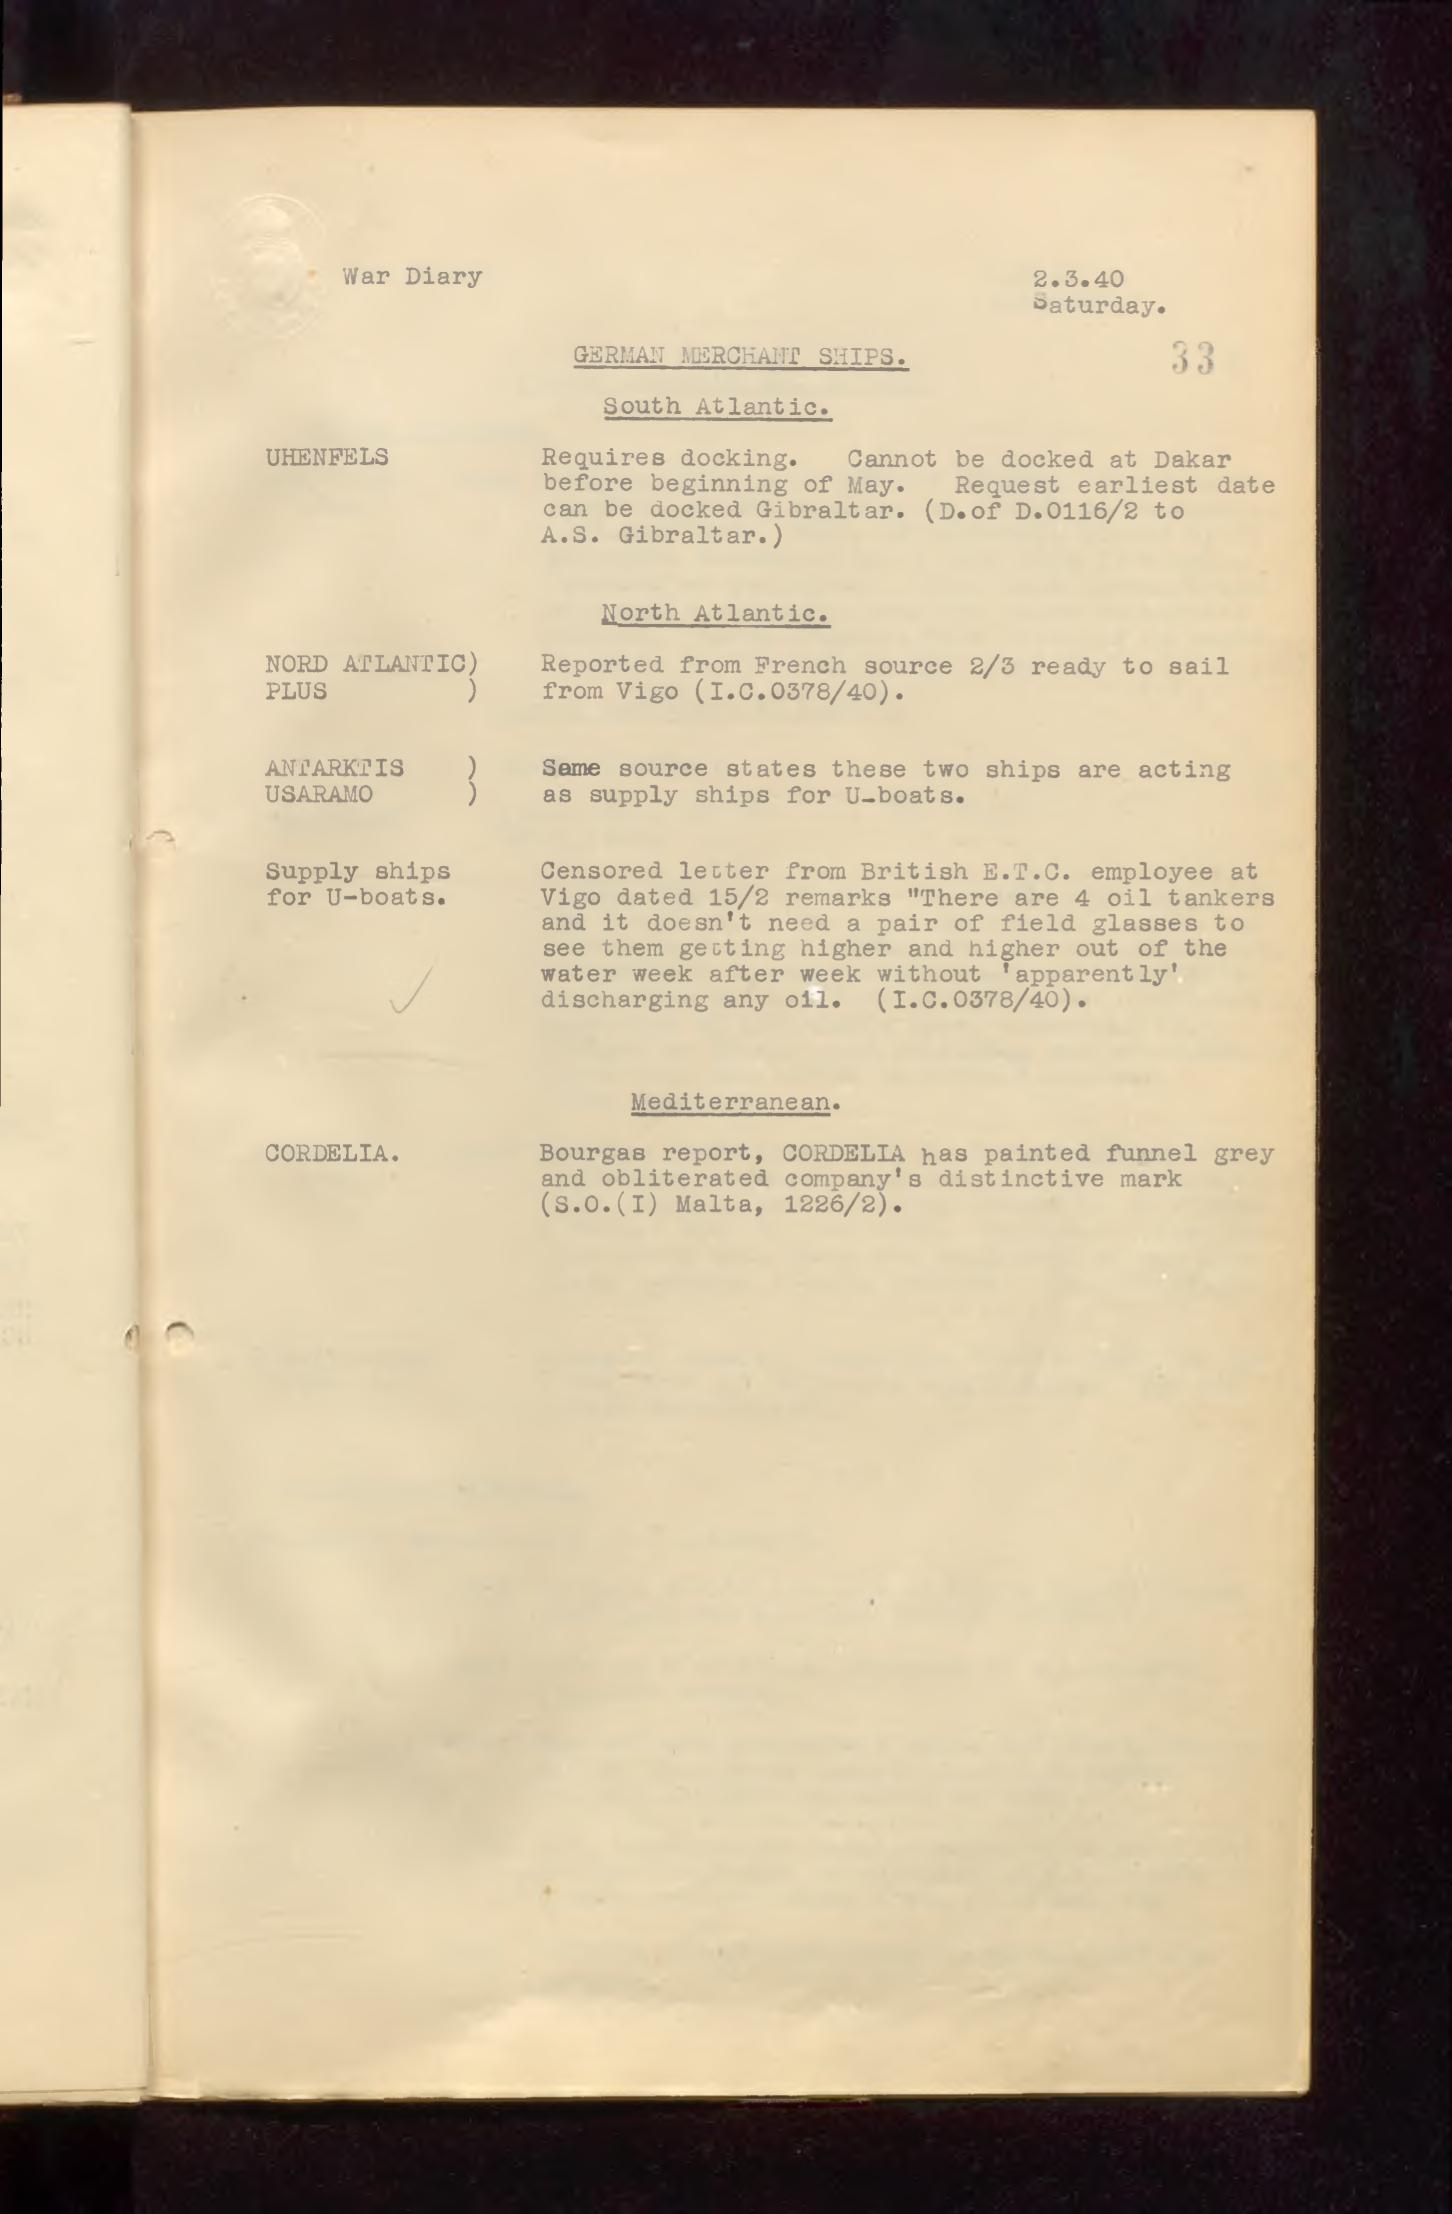 War Diary 2.3.40
Saturday.
GERMAN MERCHANT SHIPS. 33
South Atlantic.
UHENFELS Requires docking. Cannot be docked at Dakar
before beginning of May. Request earliest date
can be docked Gibraltar. (D.of D.0116/2 to
A.S. Gibraltar.)
North Atlantic.
NORD ATLANTIC) Reported from French source 2/3 ready to sail
PLUS ) from Vigo (I.C.0378/40).
ANTARKTIS ) Same source states these two ships are acting
USARAMO ) as supply ships for U-boats.
Supply ships Censored letter from British E.T.C. employee at
for U-boats. Vigo dated 15/2 remarks "There are 4 oil tankers
and it doesn't need a pair of field glasses to
see them getting higher and higher out of the
water week after week without 'apparently'
discharging any oil. (I.C.0378/40).
Mediterranean.
CORDELIA. Bourgas report, CORDELIA has painted funnel grey
and obliterated company's distinctive mark
(S.O.(I) Malta, 1226/2).